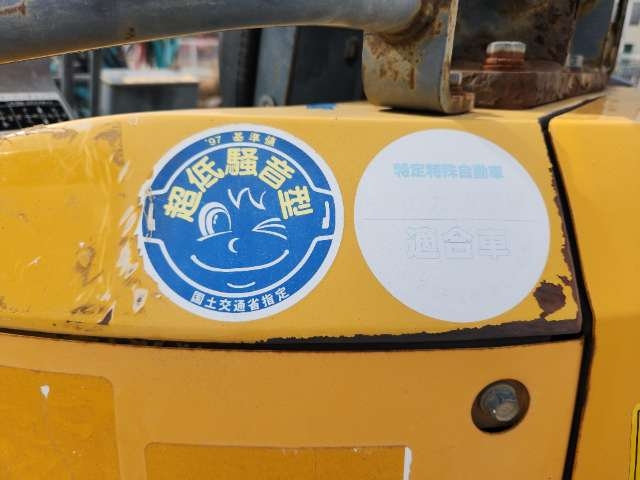 '97 基準値
超低騒音型
国土交通省指定
特定特殊自動車
適合車